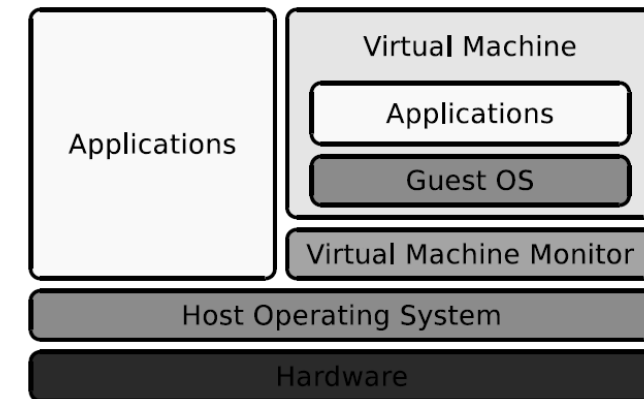 Virtual Machine
Applications
Applications
Guest OS
Virtual Machine Monitor
Host Operating System
Hardware